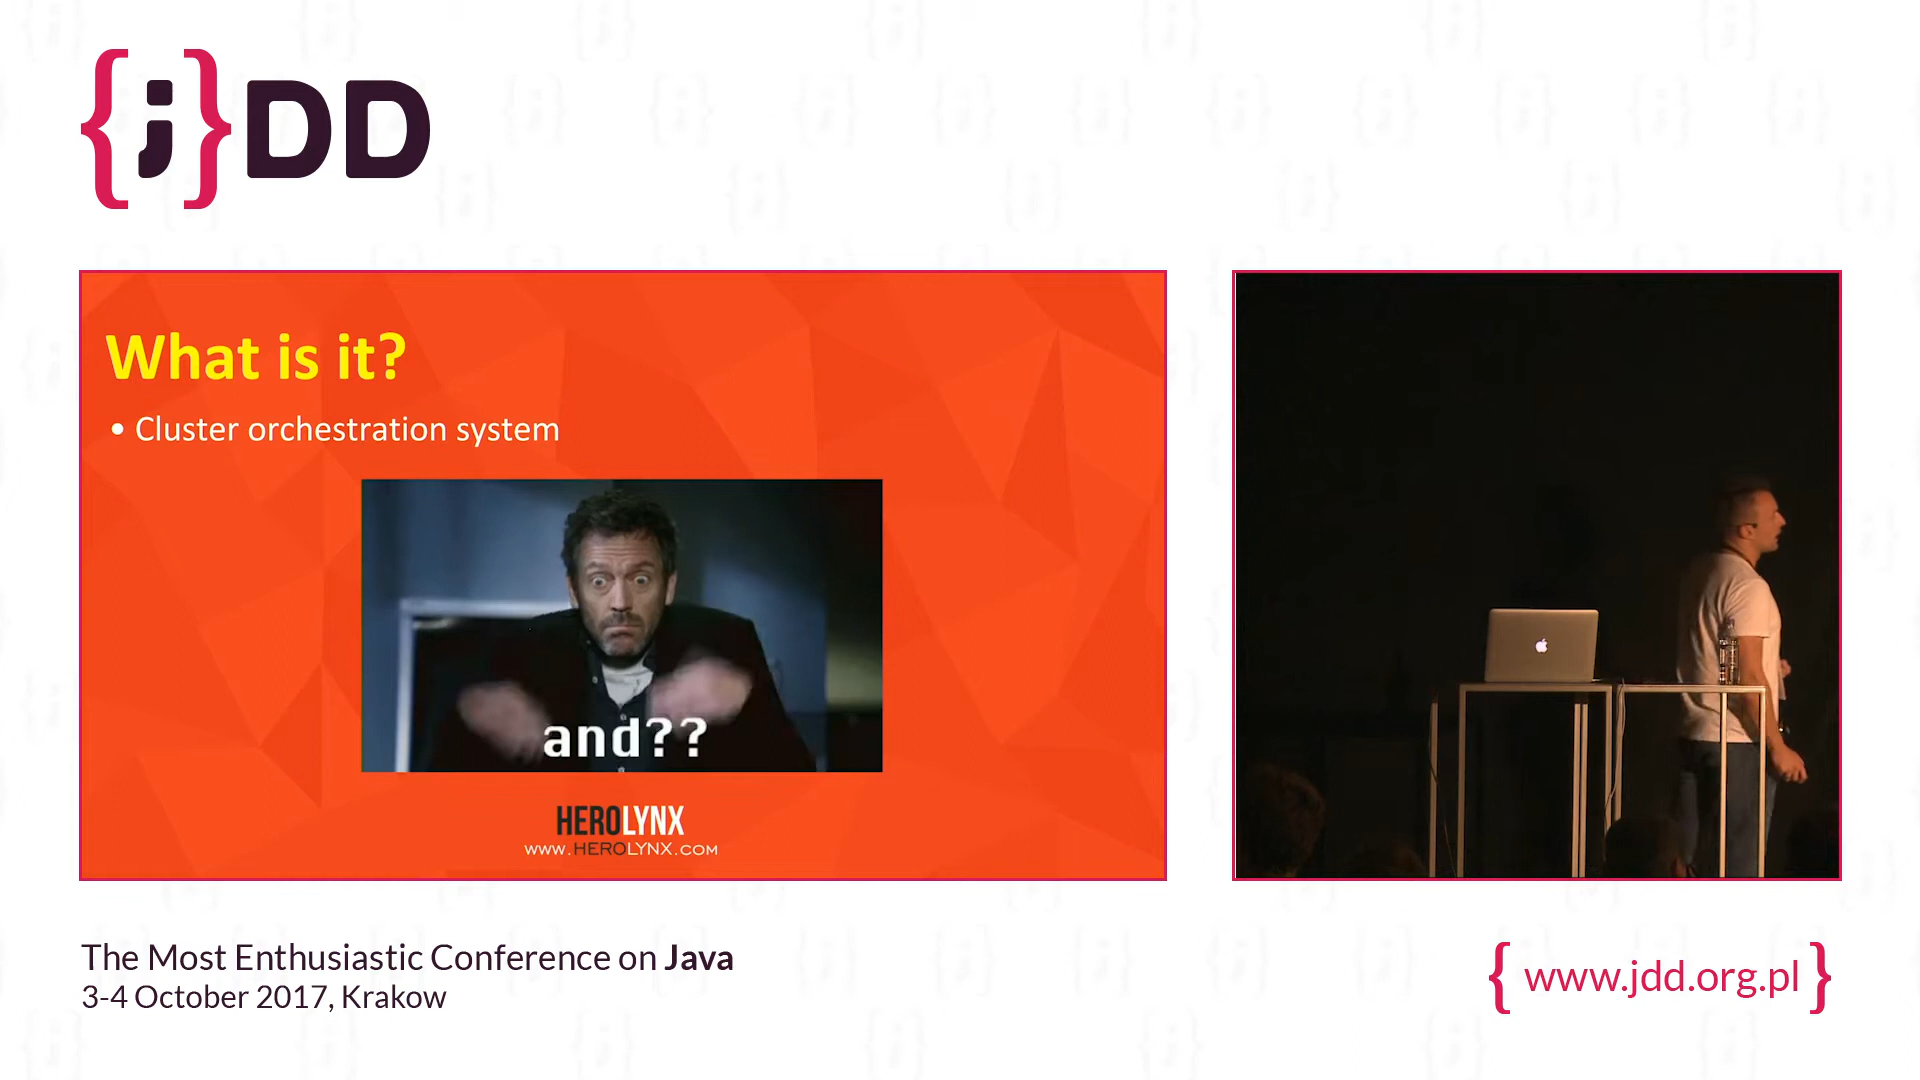 {;}DD
What is it?
• Cluster orchestration system
and??
HEROLYNX
WWW.HEROLYNX.COM
The Most Enthusiastic Conference on Java
3-4 October 2017, Krakow
{ www.jdd.org.pl }